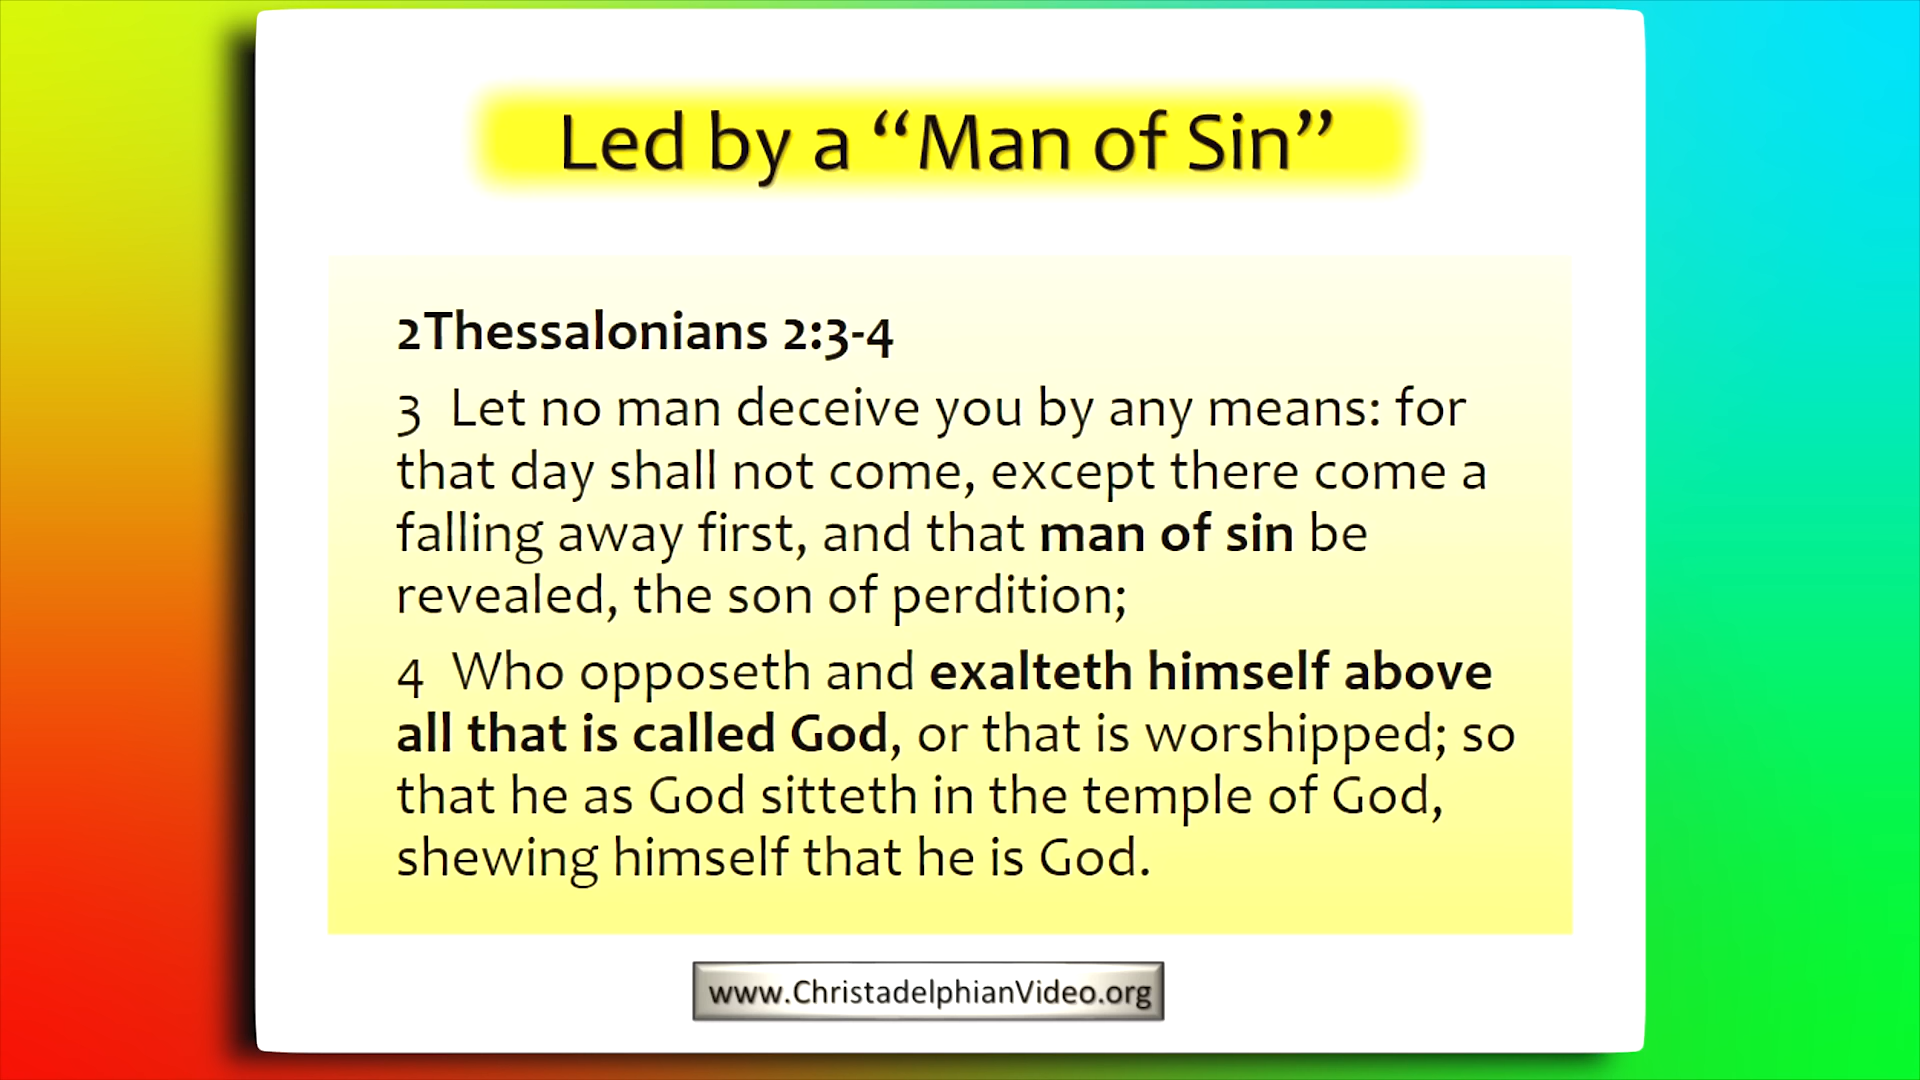 Led by a “Man of Sin”
2Thessalonians 2:3-4
3 Let no man deceive you by any means: for
that day shall not come, except there come a
falling away first, and that man of sin be
revealed, the son of perdition;
4 Who opposeth and exalteth himself above
all that is called God, or that is worshipped; so
that he as God sitteth in the temple of God,
shewing himself that he is God.
www.ChristadelphianVideo.org